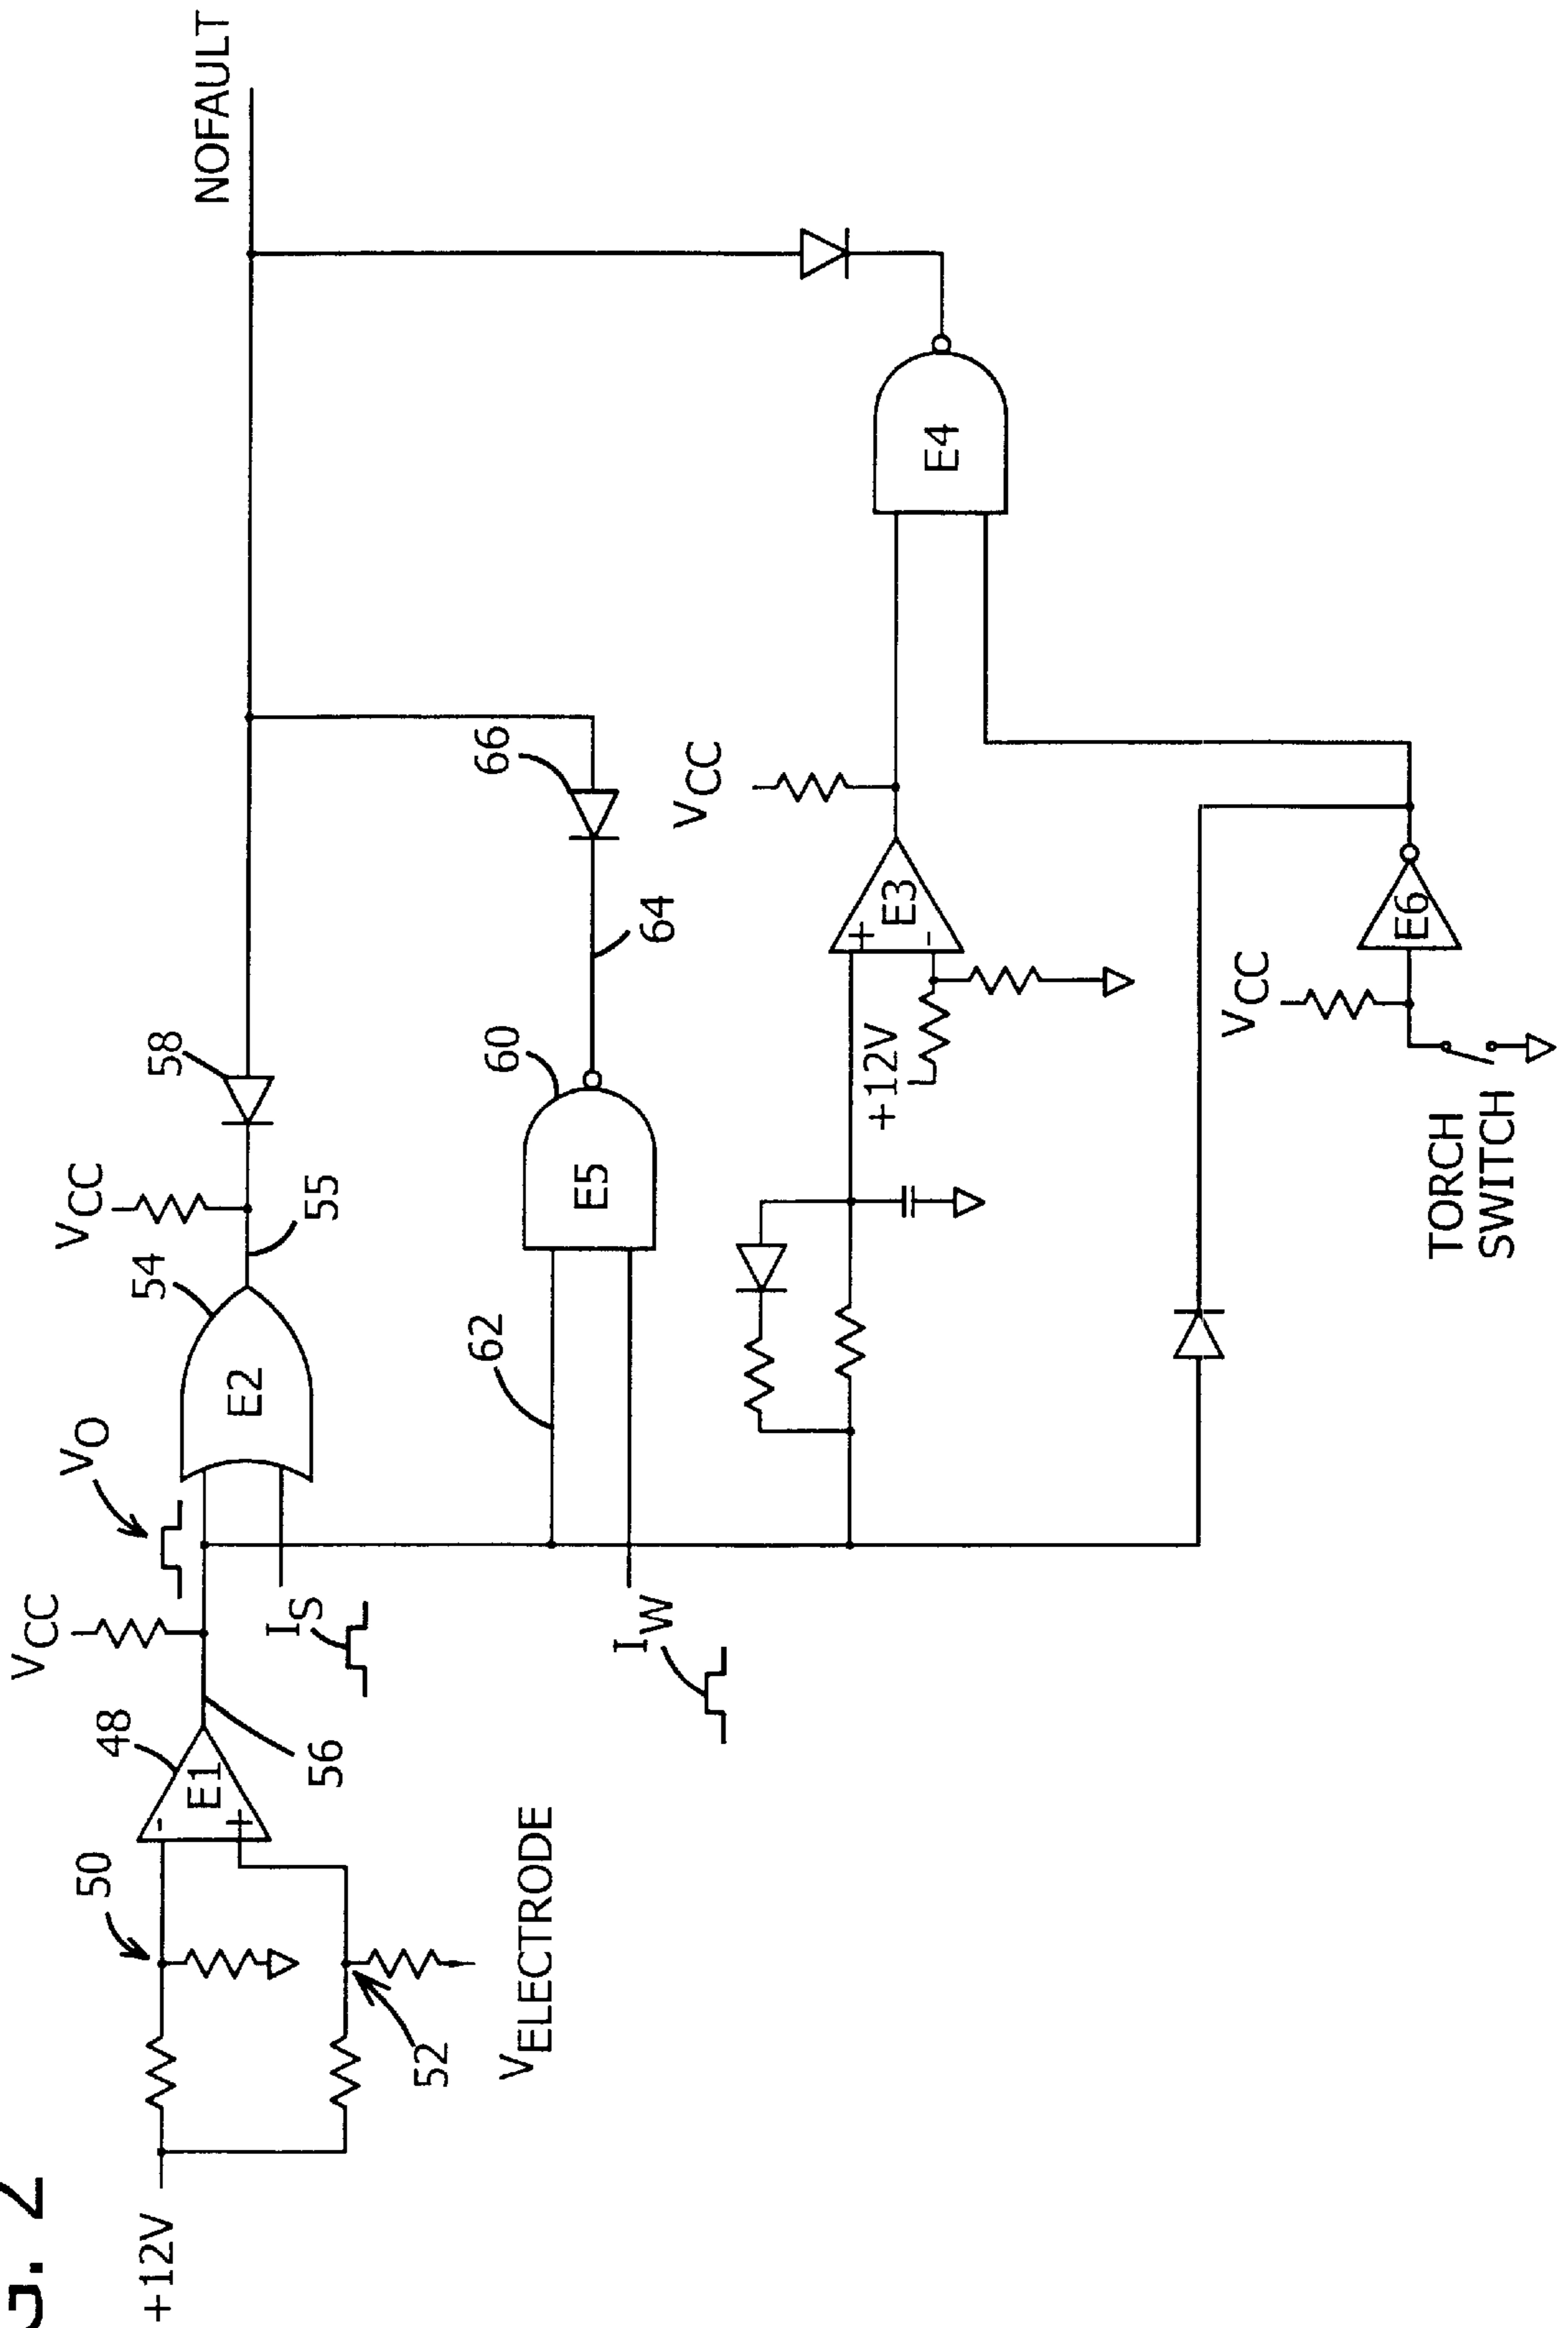 G. 2
+12V
50
52
VELECTRODE
48
E1
56
VCC
VO
IS
IW
E2
54
VCC
55
58
62
E5
60
64
66
+12V
E3
VCC
TORCH
SWITCH
VCC
E6
E4
NOFAULT